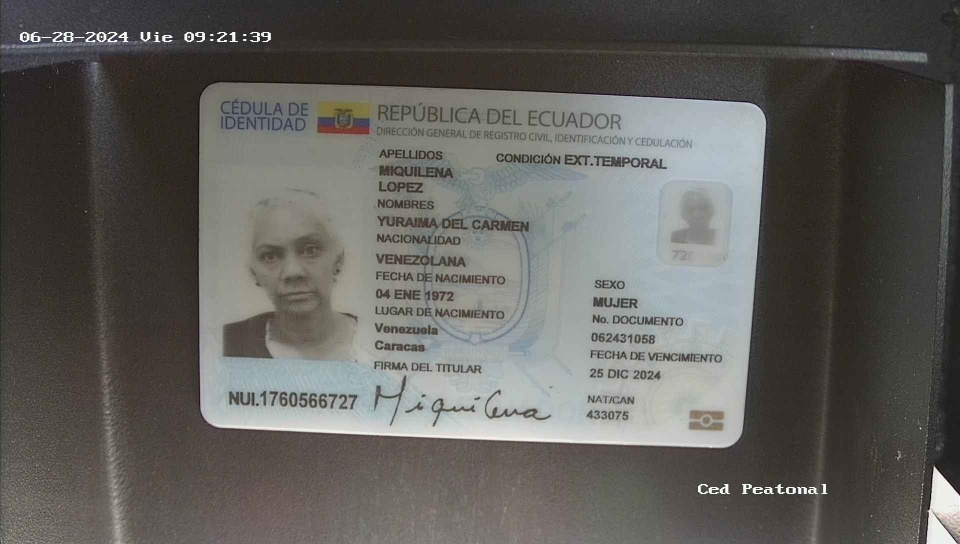 06-28-2024 Vie 09:21:39
CÉDULA DE
IDENTIDAD
REPÚBLICA DEL ECUADOR
DIRECCIÓN GENERAL DE REGISTRO CIVIL, IDENTIFICACIÓN Y CEDULACIÓN
APELLIDOS
CONDICIÓN EXT.TEMPORAL
MIQUILENA
LOPEZ
NOMBRES
YURAIMA DEL CARMEN
NACIONALIDAD
VENEZOLANA
FECHA DE NACIMIENTO
04 ENE 1972
LUGAR DE NACIMIENTO
Venezuela
Caracas
FIRMA DEL TITULAR
Miquilena
NUI.1760566727
SEXO
MUJER
No. DOCUMENTO
062431058
FECHA DE VENCIMIENTO
25 DIC 2024
NAT/CAN
433075
Ced Peatonal